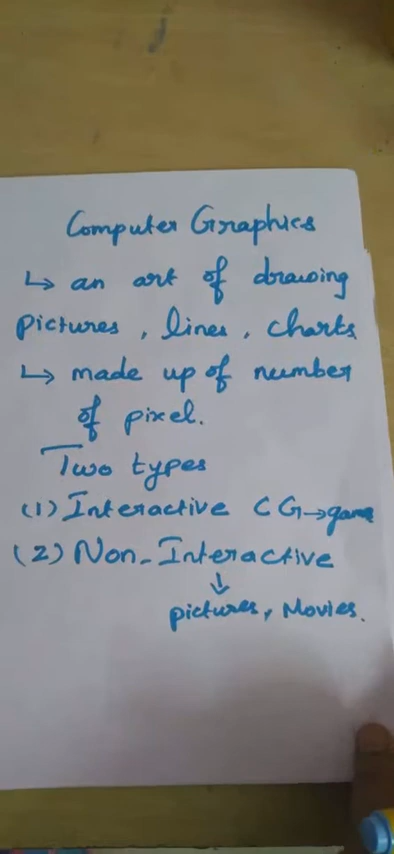 Computer Graphics
↳ an art of drawing
pictures, lines, charts
↳ made up of number
of pixel.
Two types
(1) Interactive CG → game
(2) Non-Interactive
↓
pictures, Movies.